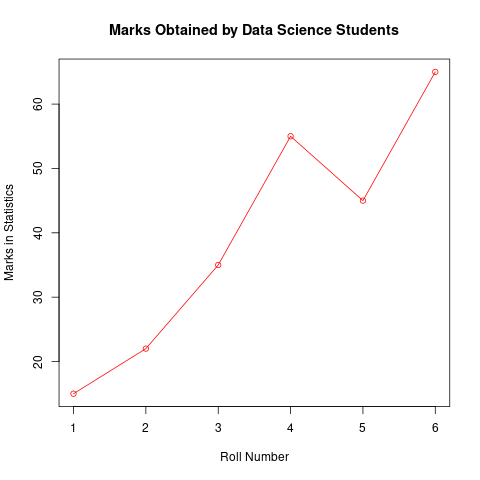 Marks Obtained by Data Science Students
Marks in Statistics
60
50
40
30
20
1 2 3 4 5 6
Roll Number